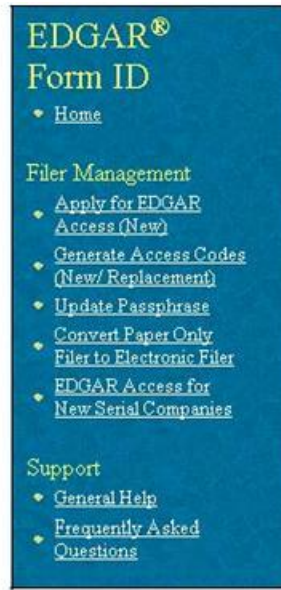 EDGAR®
Form ID
Home
Filer Management
Apply for EDGAR
Access (New)
Generate Access Codes
(New/ Replacement)
Update Passphrase
Convert Paper Only
Filer to Electronic Filer
EDGAR Access for
New Serial Companies
Support
General Help
Frequently Asked
Questions